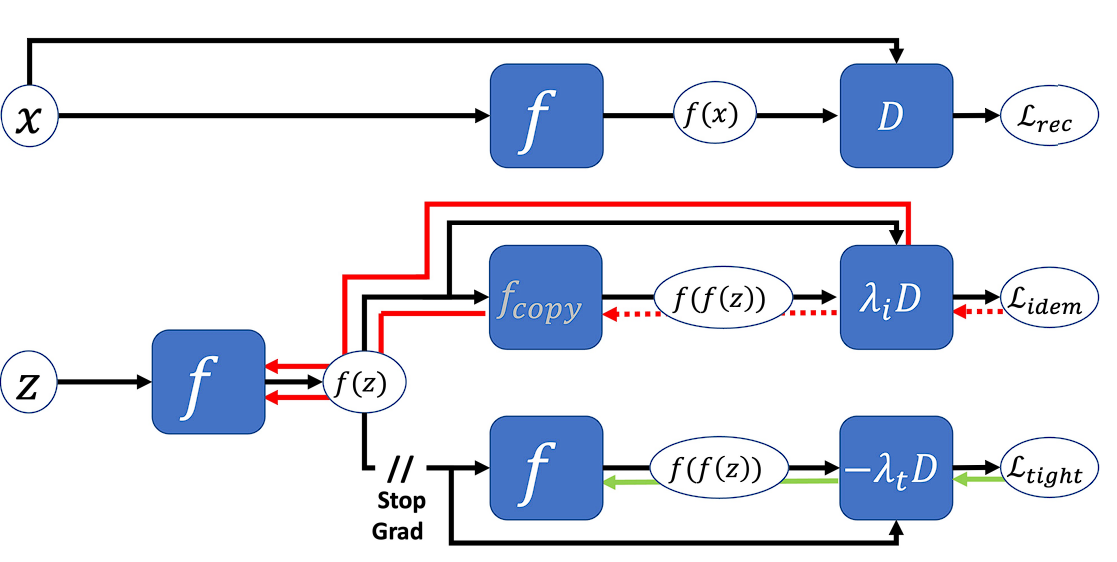 x
f
f(x)
D
ℒ_rec
f_copy
f(f(z))
λ_i D
ℒ_idem
z
f
f(z)
//
Stop
Grad
f
f(f(z))
−λ_t D
ℒ_tight